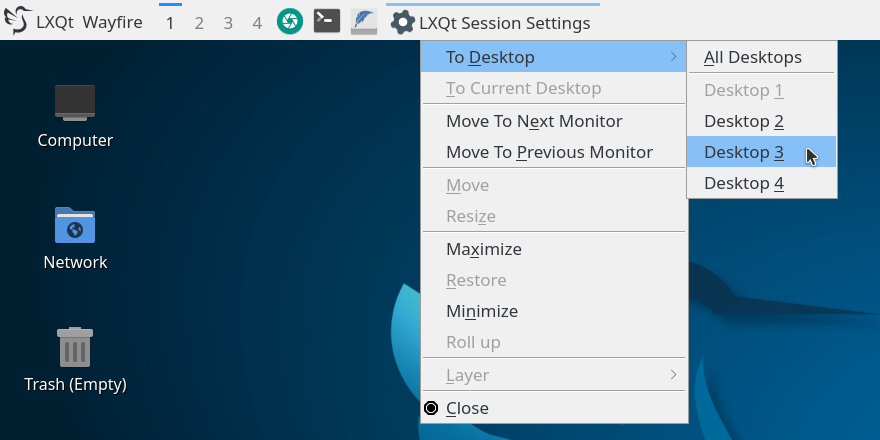 LXQt Wayfire 1 2 3 4 LXQt Session Settings
To Desktop
To Current Desktop
Move To Next Monitor
Move To Previous Monitor
Move
Resize
Maximize
Restore
Minimize
Roll up
Layer
Close
All Desktops
Desktop 1
Desktop 2
Desktop 3
Desktop 4
Computer
Network
Trash (Empty)